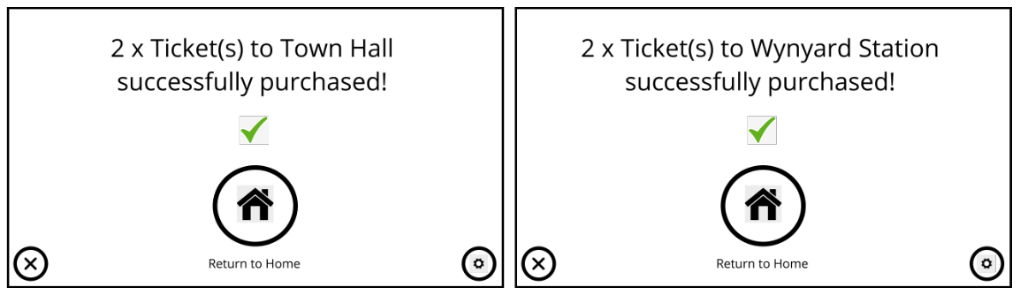 2 x Ticket(s) to Town Hall
successfully purchased!
Return to Home
2 x Ticket(s) to Wynyard Station
successfully purchased!
Return to Home